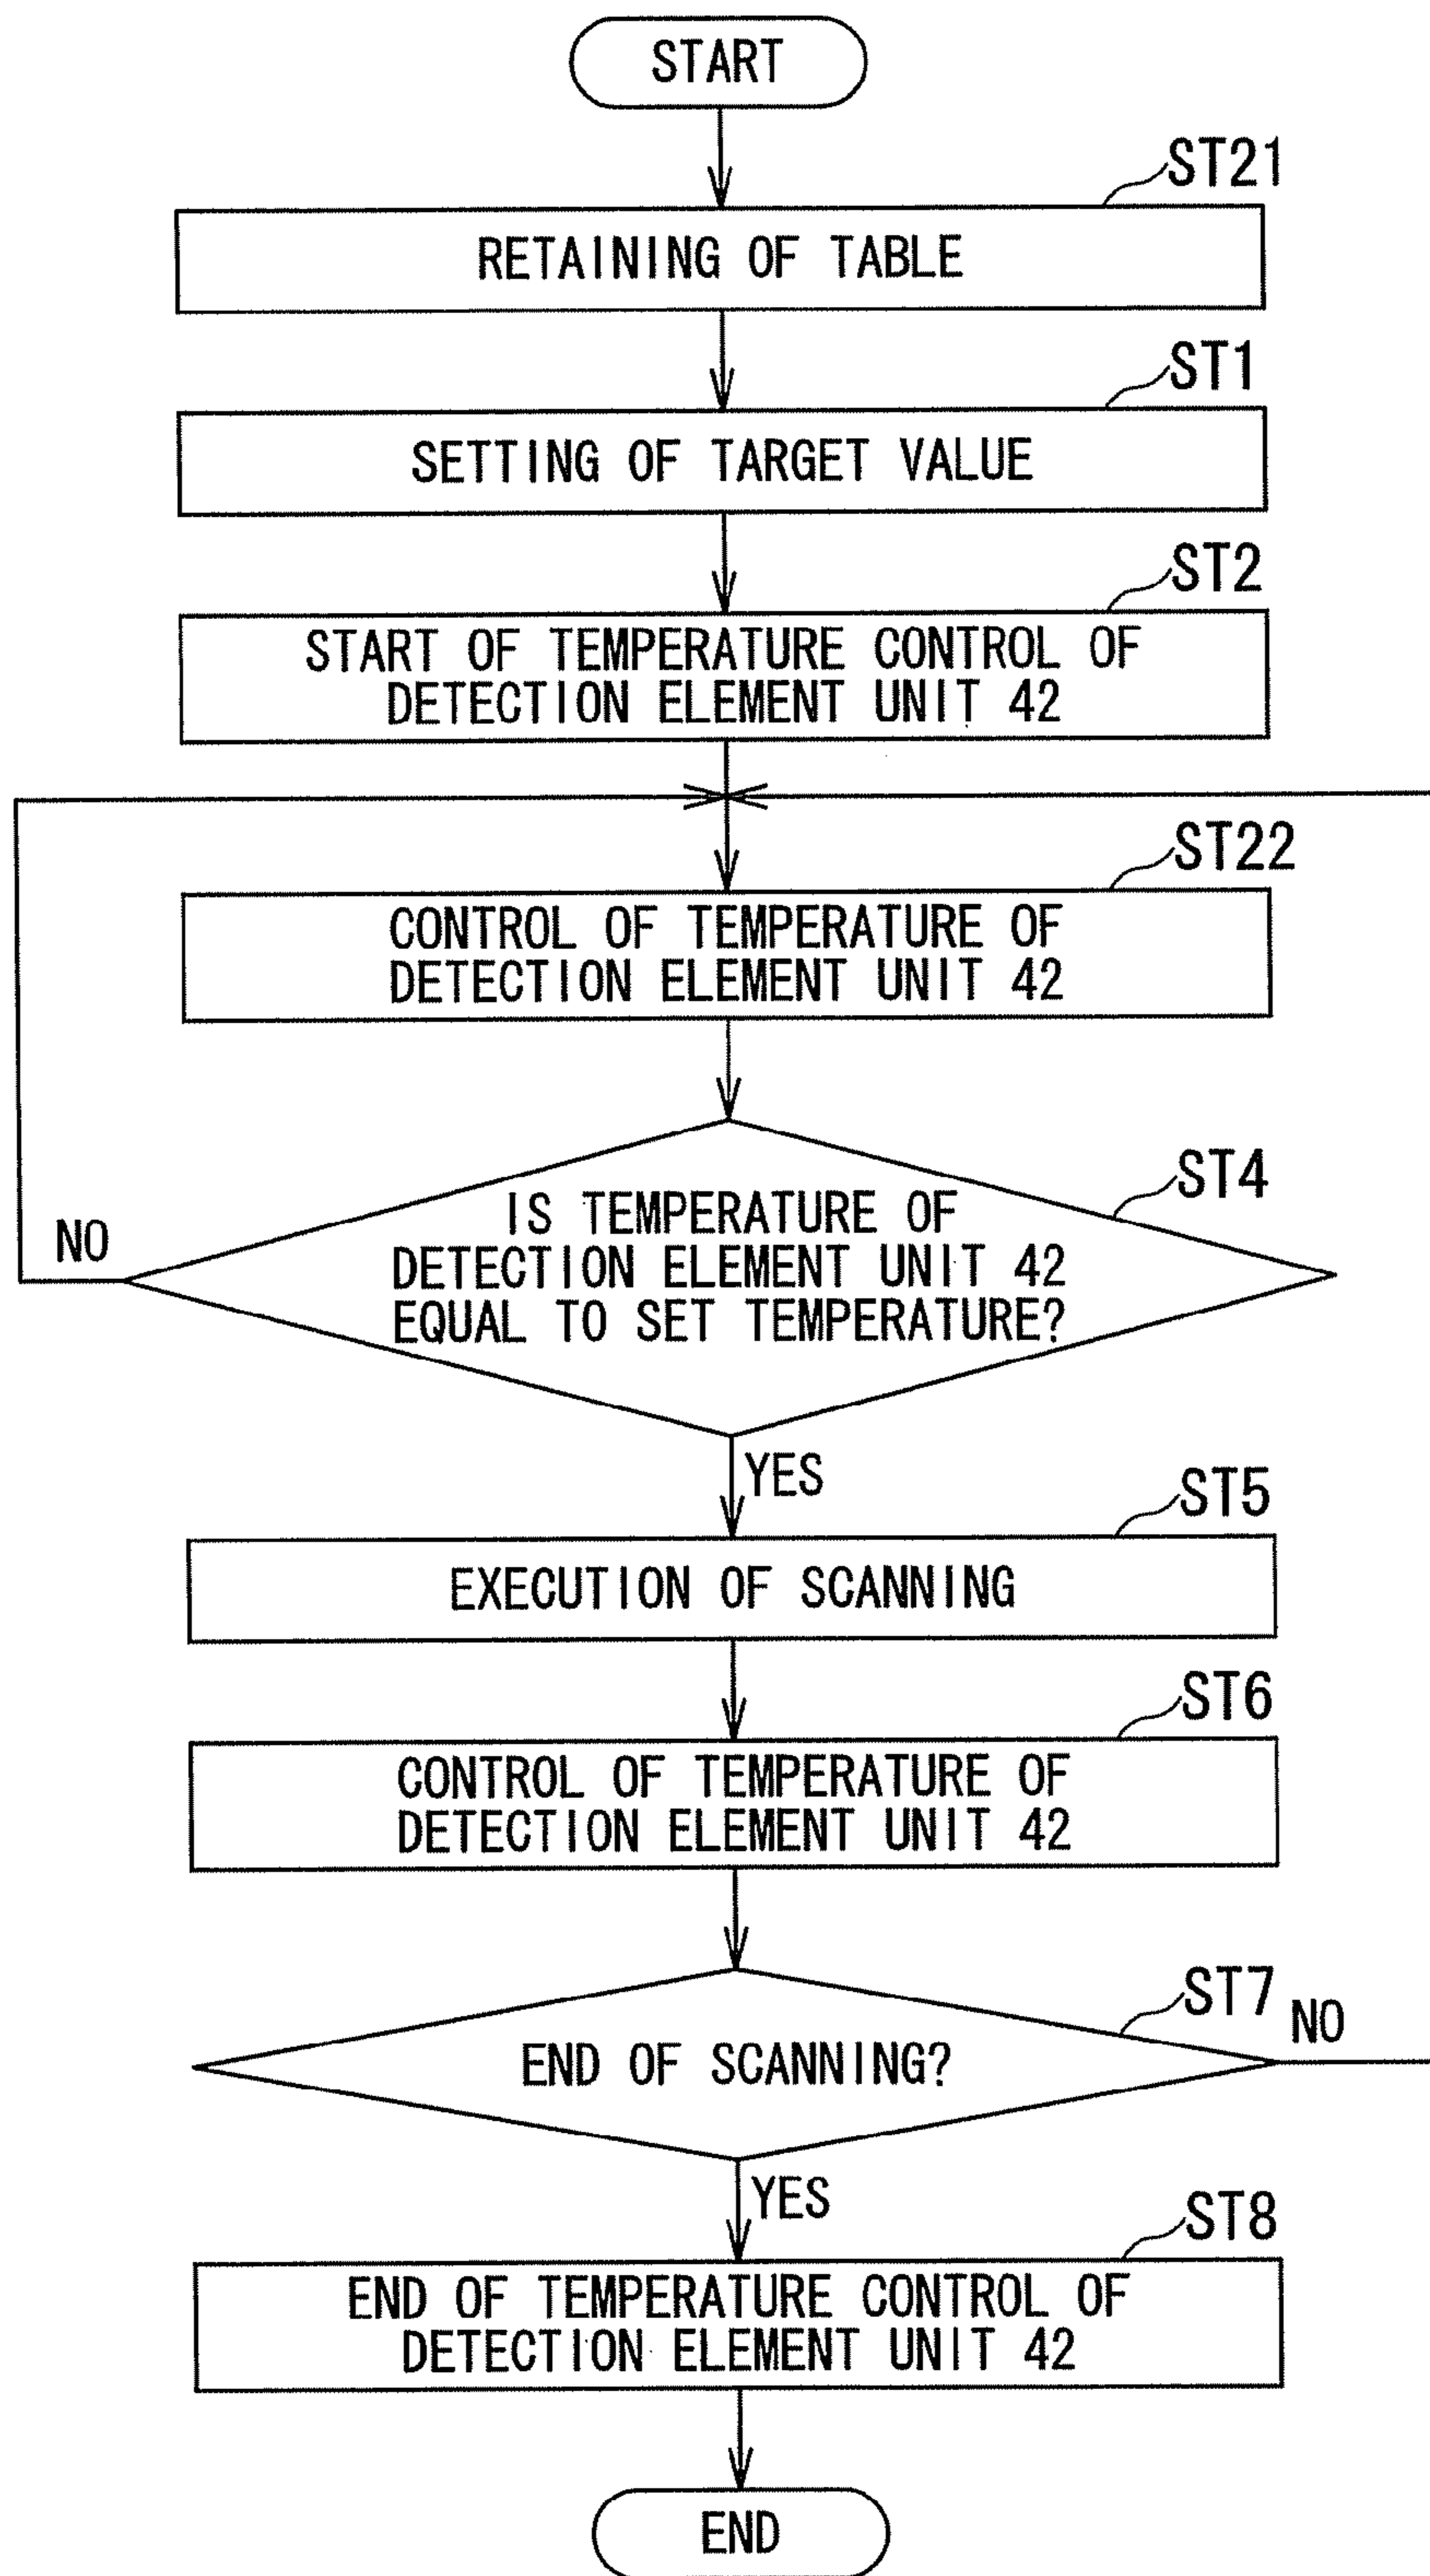 START
ST21
RETAINING OF TABLE
ST1
SETTING OF TARGET VALUE
ST2
START OF TEMPERATURE CONTROL OF
DETECTION ELEMENT UNIT 42
ST22
CONTROL OF TEMPERATURE OF
DETECTION ELEMENT UNIT 42
ST4
IS TEMPERATURE OF
DETECTION ELEMENT UNIT 42
EQUAL TO SET TEMPERATURE?
NO
YES
ST5
EXECUTION OF SCANNING
ST6
CONTROL OF TEMPERATURE OF
DETECTION ELEMENT UNIT 42
ST7
NO
END OF SCANNING?
YES
ST8
END OF TEMPERATURE CONTROL OF
DETECTION ELEMENT UNIT 42
END